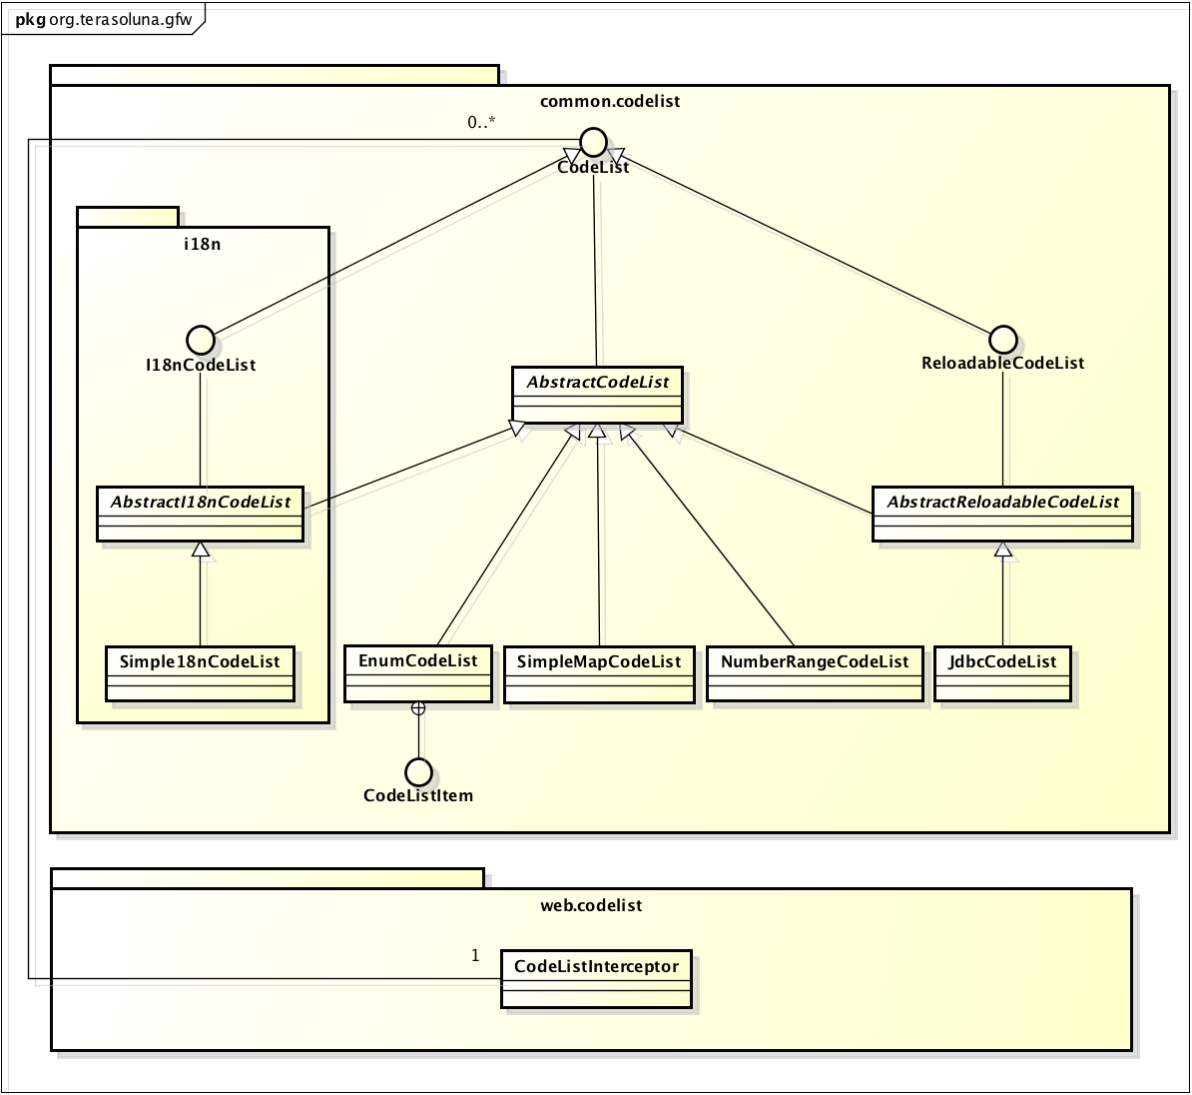 pkg org.terasoluna.gfw
common.codelist
0..*
CodeList
i18n
I18nCodeList
ReloadableCodeList
AbstractCodeList
AbstractI18nCodeList
AbstractReloadableCodeList
Simple18nCodeList
EnumCodeList
SimpleMapCodeList
NumberRangeCodeList
JdbcCodeList
CodeListItem
web.codelist
1
CodeListInterceptor